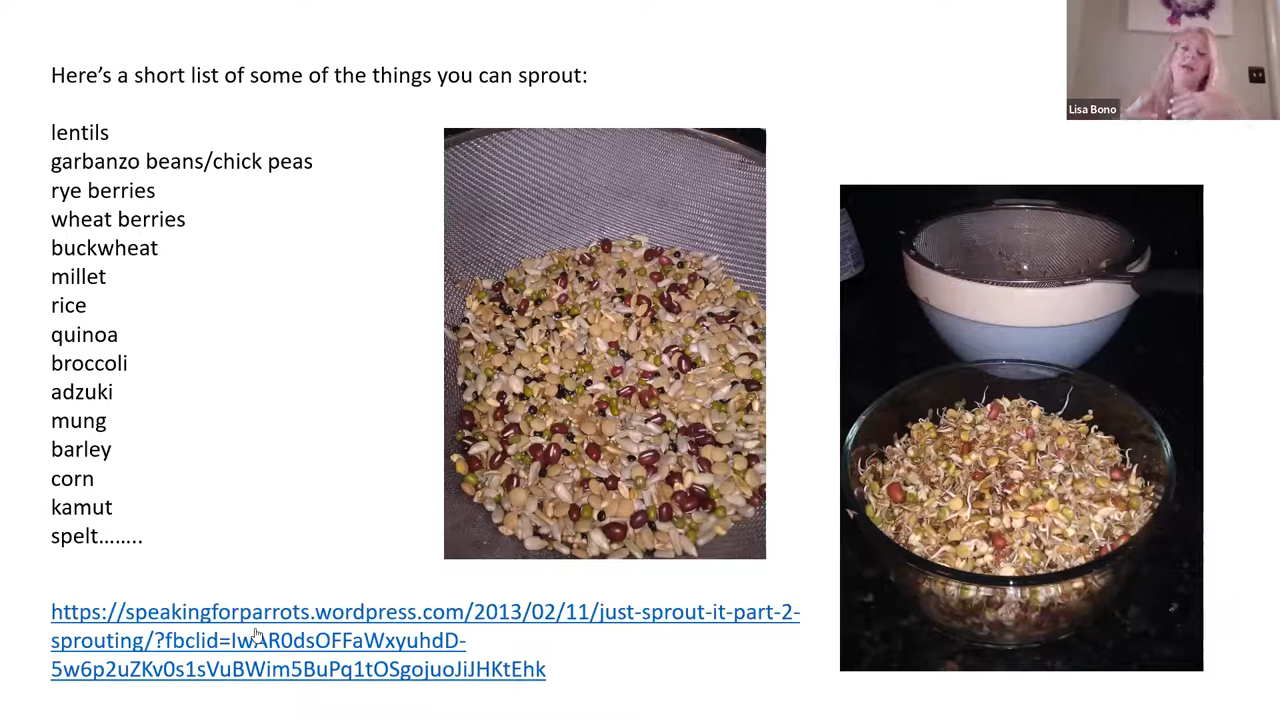 Here's a short list of some of the things you can sprout:
lentils
garbanzo beans/chick peas
rye berries
wheat berries
buckwheat
millet
rice
quinoa
broccoli
adzuki
mung
barley
corn
kamut
spelt........
https://speakingforparrots.wordpress.com/2013/02/11/just-sprout-it-part-2-
sprouting/?fbclid=IwAR0dsOFFaWxyuhdD-
5w6p2uZKv0s1sVuBWim5BuPq1tOSgojuoJiJHKtEhk
Lisa Bono